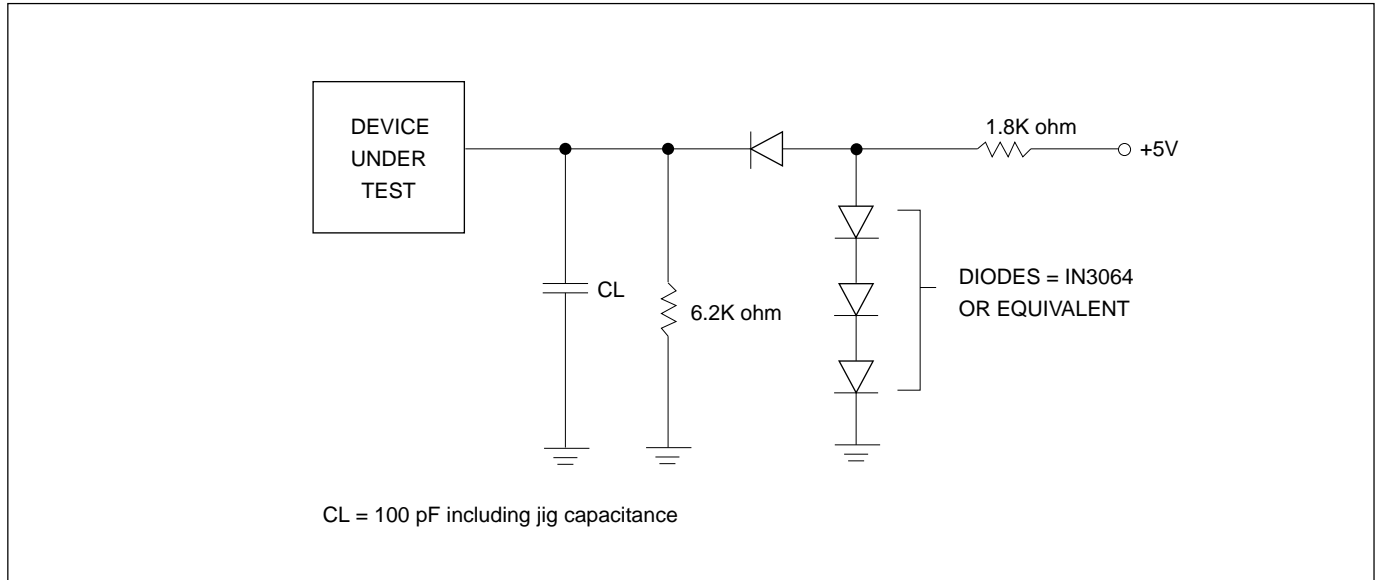 DEVICE
UNDER
TEST
1.8K ohm
+5V
CL
6.2K ohm
DIODES = IN3064
OR EQUIVALENT
CL = 100 pF including jig capacitance